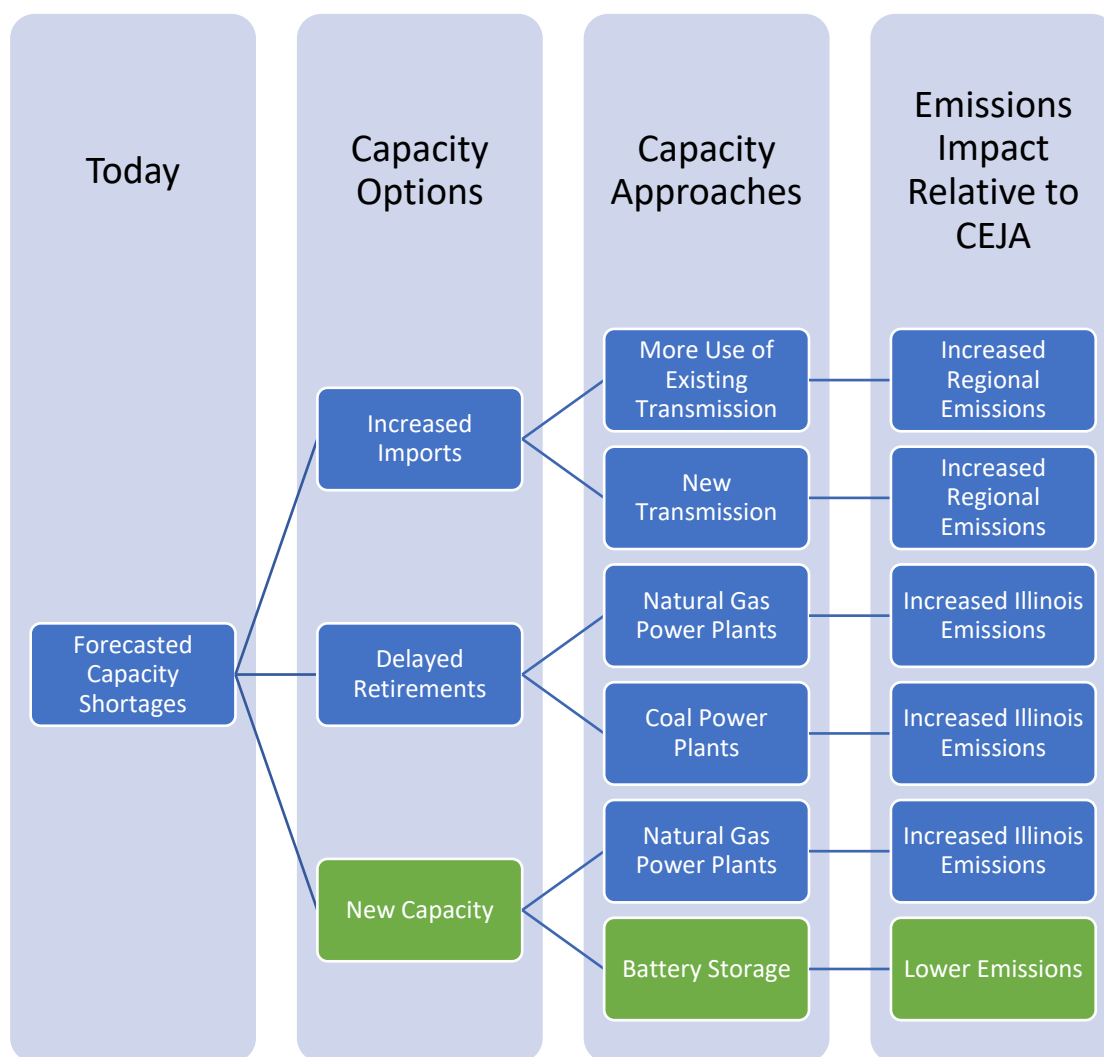 Today
Capacity
Options
Capacity
Approaches
Emissions
Impact
Relative to
CEJA
Forecasted
Capacity
Shortages
Increased
Imports
Delayed
Retirements
New Capacity
More Use of
Existing
Transmission
New
Transmission
Natural Gas
Power Plants
Coal Power
Plants
Natural Gas
Power Plants
Battery Storage
Increased
Regional
Emissions
Increased
Regional
Emissions
Increased Illinois
Emissions
Increased Illinois
Emissions
Increased Illinois
Emissions
Lower Emissions